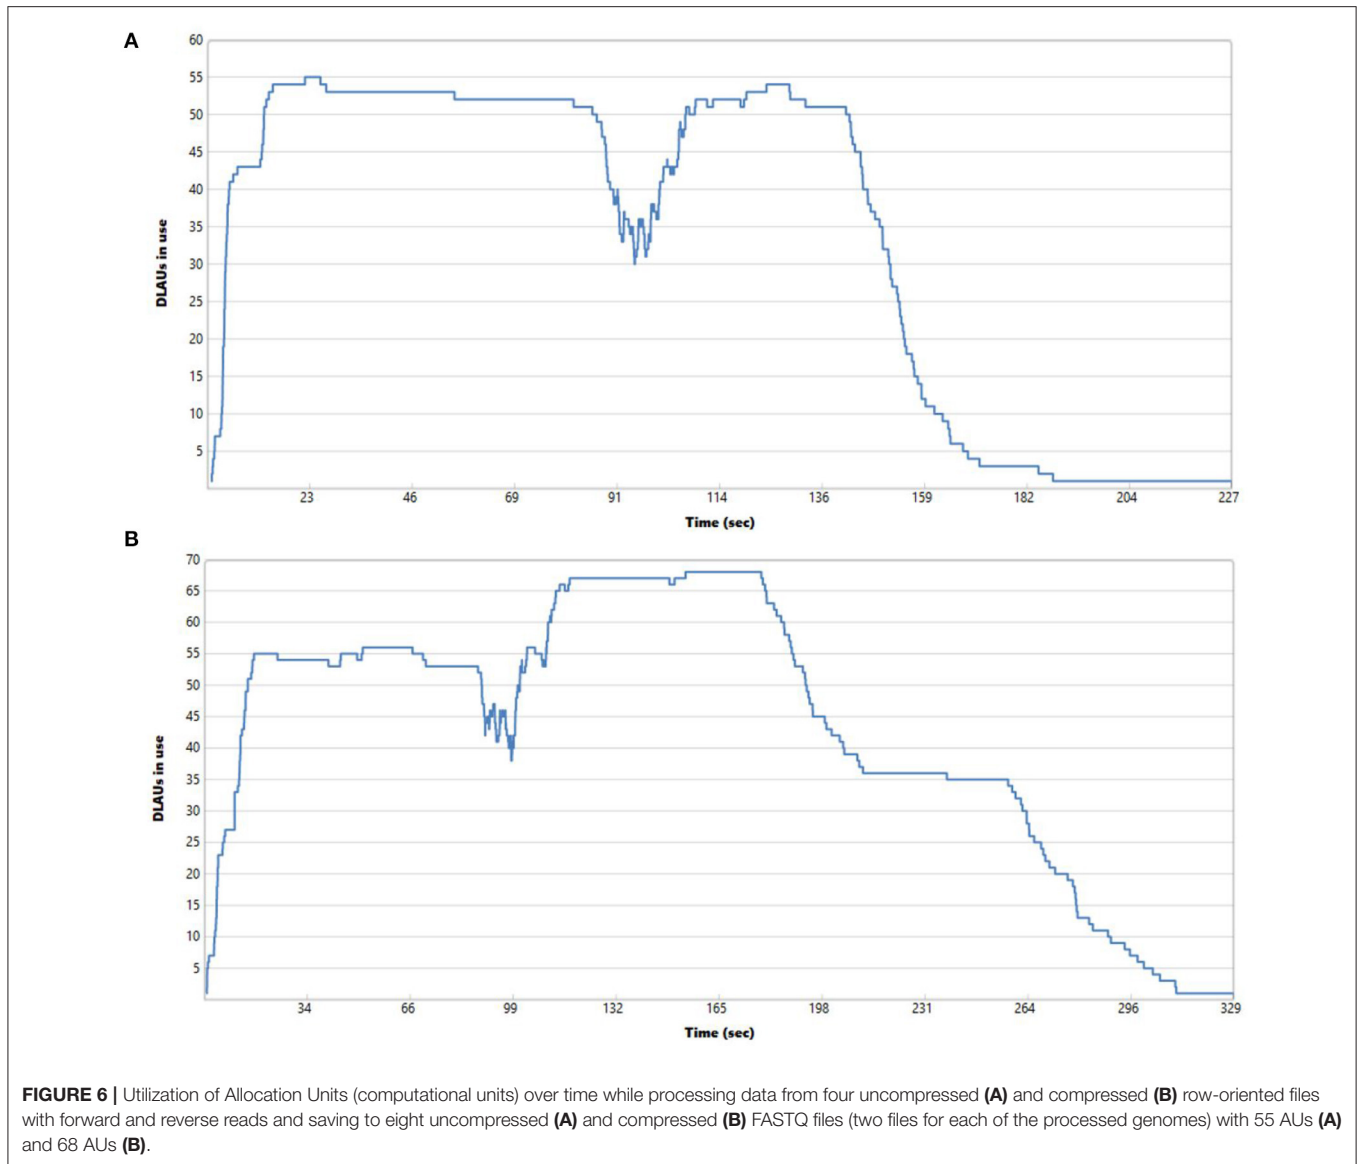 A
60
55
50
45
40
35
30
25
20
15
10
5
DLAUs in use
23 46 69 91 114 136 159 182 204 227
Time (sec)
B
70
65
60
55
50
45
40
35
30
25
20
15
10
5
DLAUs in use
34 66 99 132 165 198 231 264 296 329
Time (sec)
FIGURE 6 | Utilization of Allocation Units (computational units) over time while processing data from four uncompressed (A) and compressed (B) row-oriented files
with forward and reverse reads and saving to eight uncompressed (A) and compressed (B) FASTQ files (two files for each of the processed genomes) with 55 AUs (A)
and 68 AUs (B).